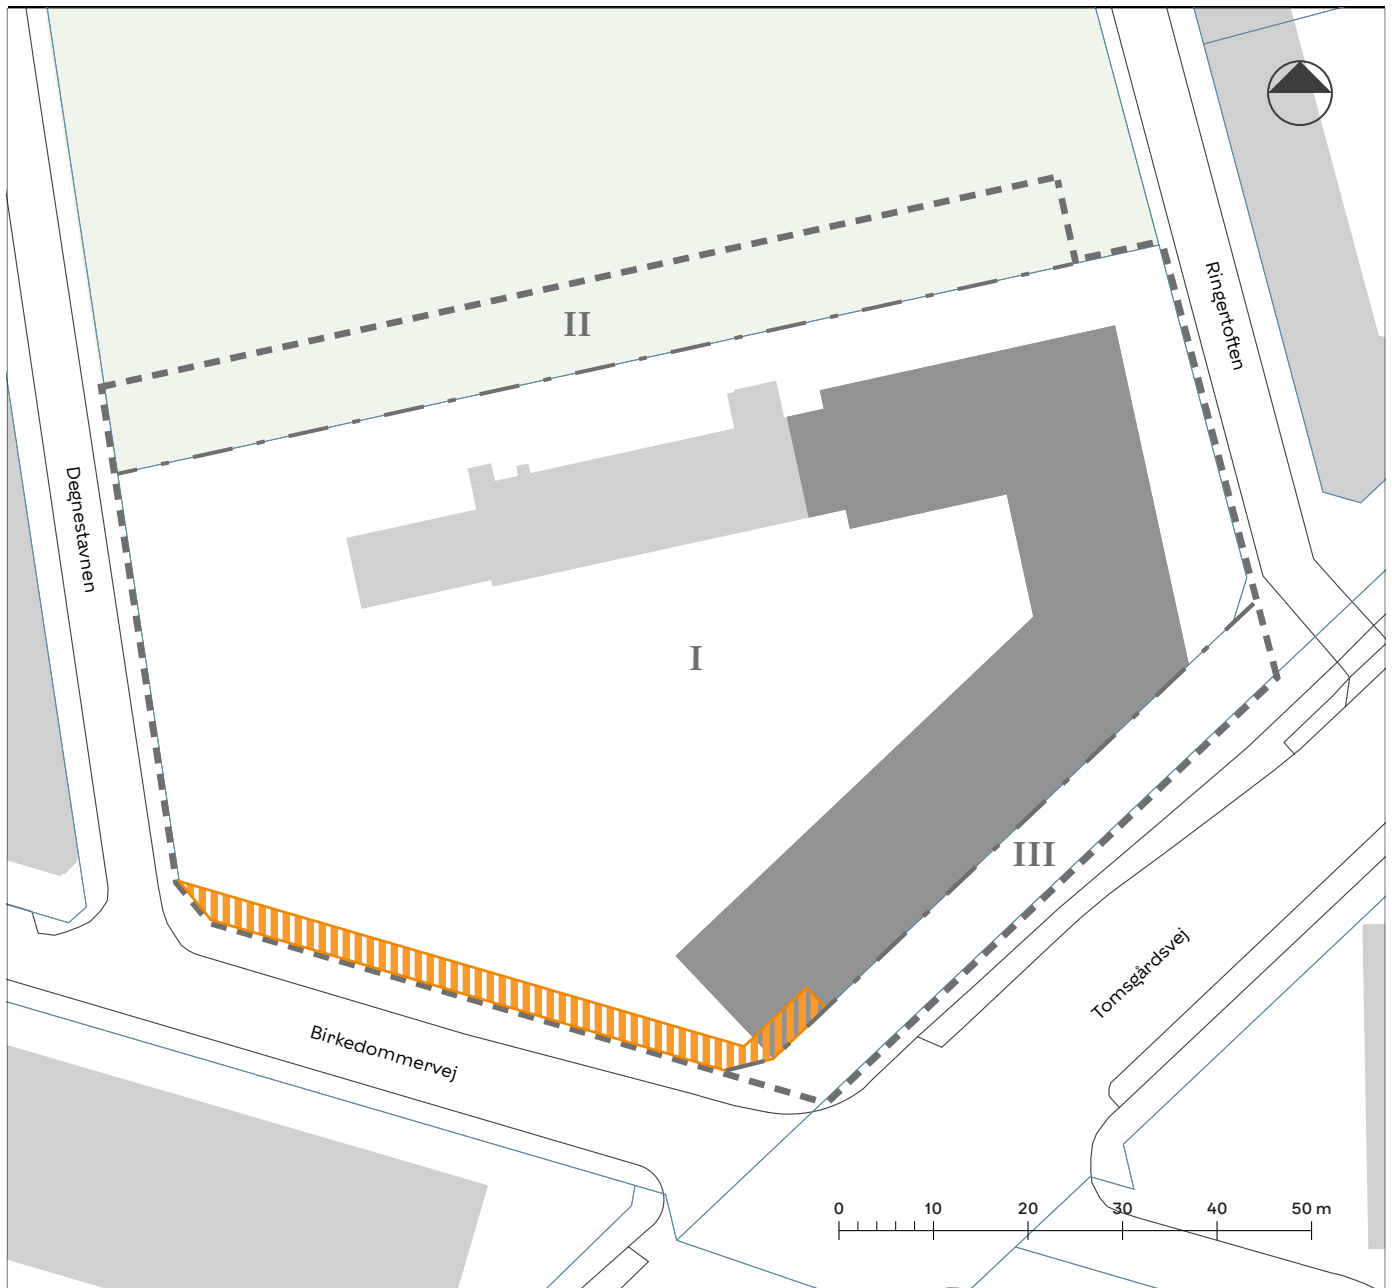 Ringertoften
II
Degnestavnen
I
III
Tomsgårdsvej
Birkedommervej
0 10 20 30 40 50 m